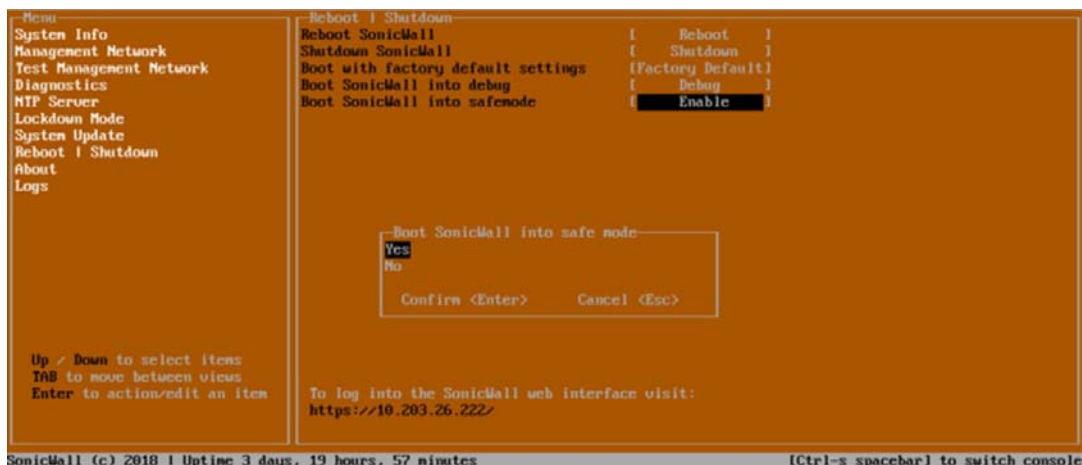 Menu
System Info
Management Network
Test Management Network
Diagnostics
NTP Server
Lockdown Mode
System Update
Reboot | Shutdown
About
Logs
Up / Down to select items
TAB to move between views
Enter to action/edit an item
Reboot | Shutdown
Reboot SonicWall [ Reboot ]
Shutdown SonicWall [ Shutdown ]
Boot with factory default settings [Factory Default]
Boot SonicWall into debug [ Debug ]
Boot SonicWall into safemode [ Enable ]
Boot SonicWall into safe mode
Yes
No
Confirm <Enter> Cancel <Esc>
To log into the SonicWall web interface visit:
https://10.203.26.222/
SonicWall (c) 2018 | Uptime 3 days, 19 hours, 57 minutes [Ctrl-s spacebar] to switch console